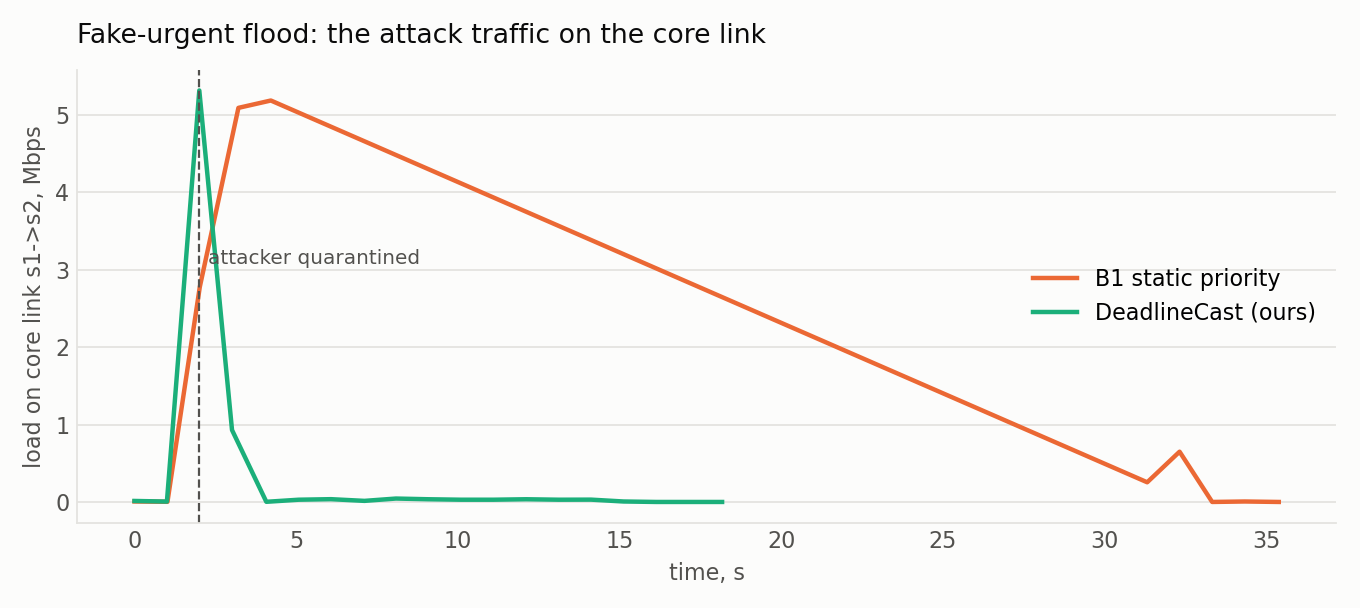 Fake-urgent flood: the attack traffic on the core link
load on core link s1->s2, Mbps
5
4
3
2
1
0
attacker quarantined
B1 static priority
DeadlineCast (ours)
0 5 10 15 20 25 30 35
time, s